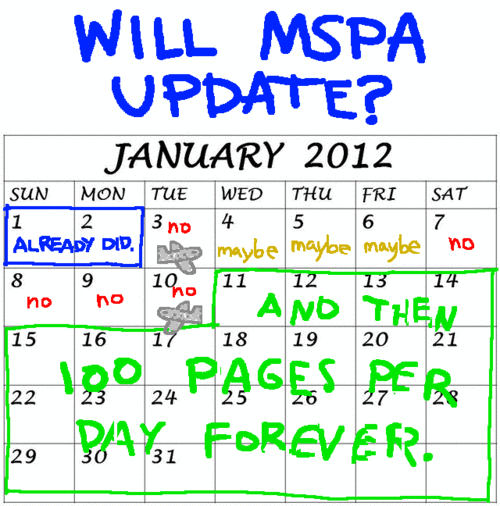 WILL MSPA
UPDATE?
JANUARY 2012
SUN MON TUE WED THU FRI SAT
1 2 3 no 4 5 6 7
ALREADY DID. maybe maybe maybe no
8 9 10 no 11 12 13 14
no no AND THEN
15 16 17 18 19 20 21
100 PAGES PER
22 23 24 25 26 27 28
DAY FOREVER.
29 30 31